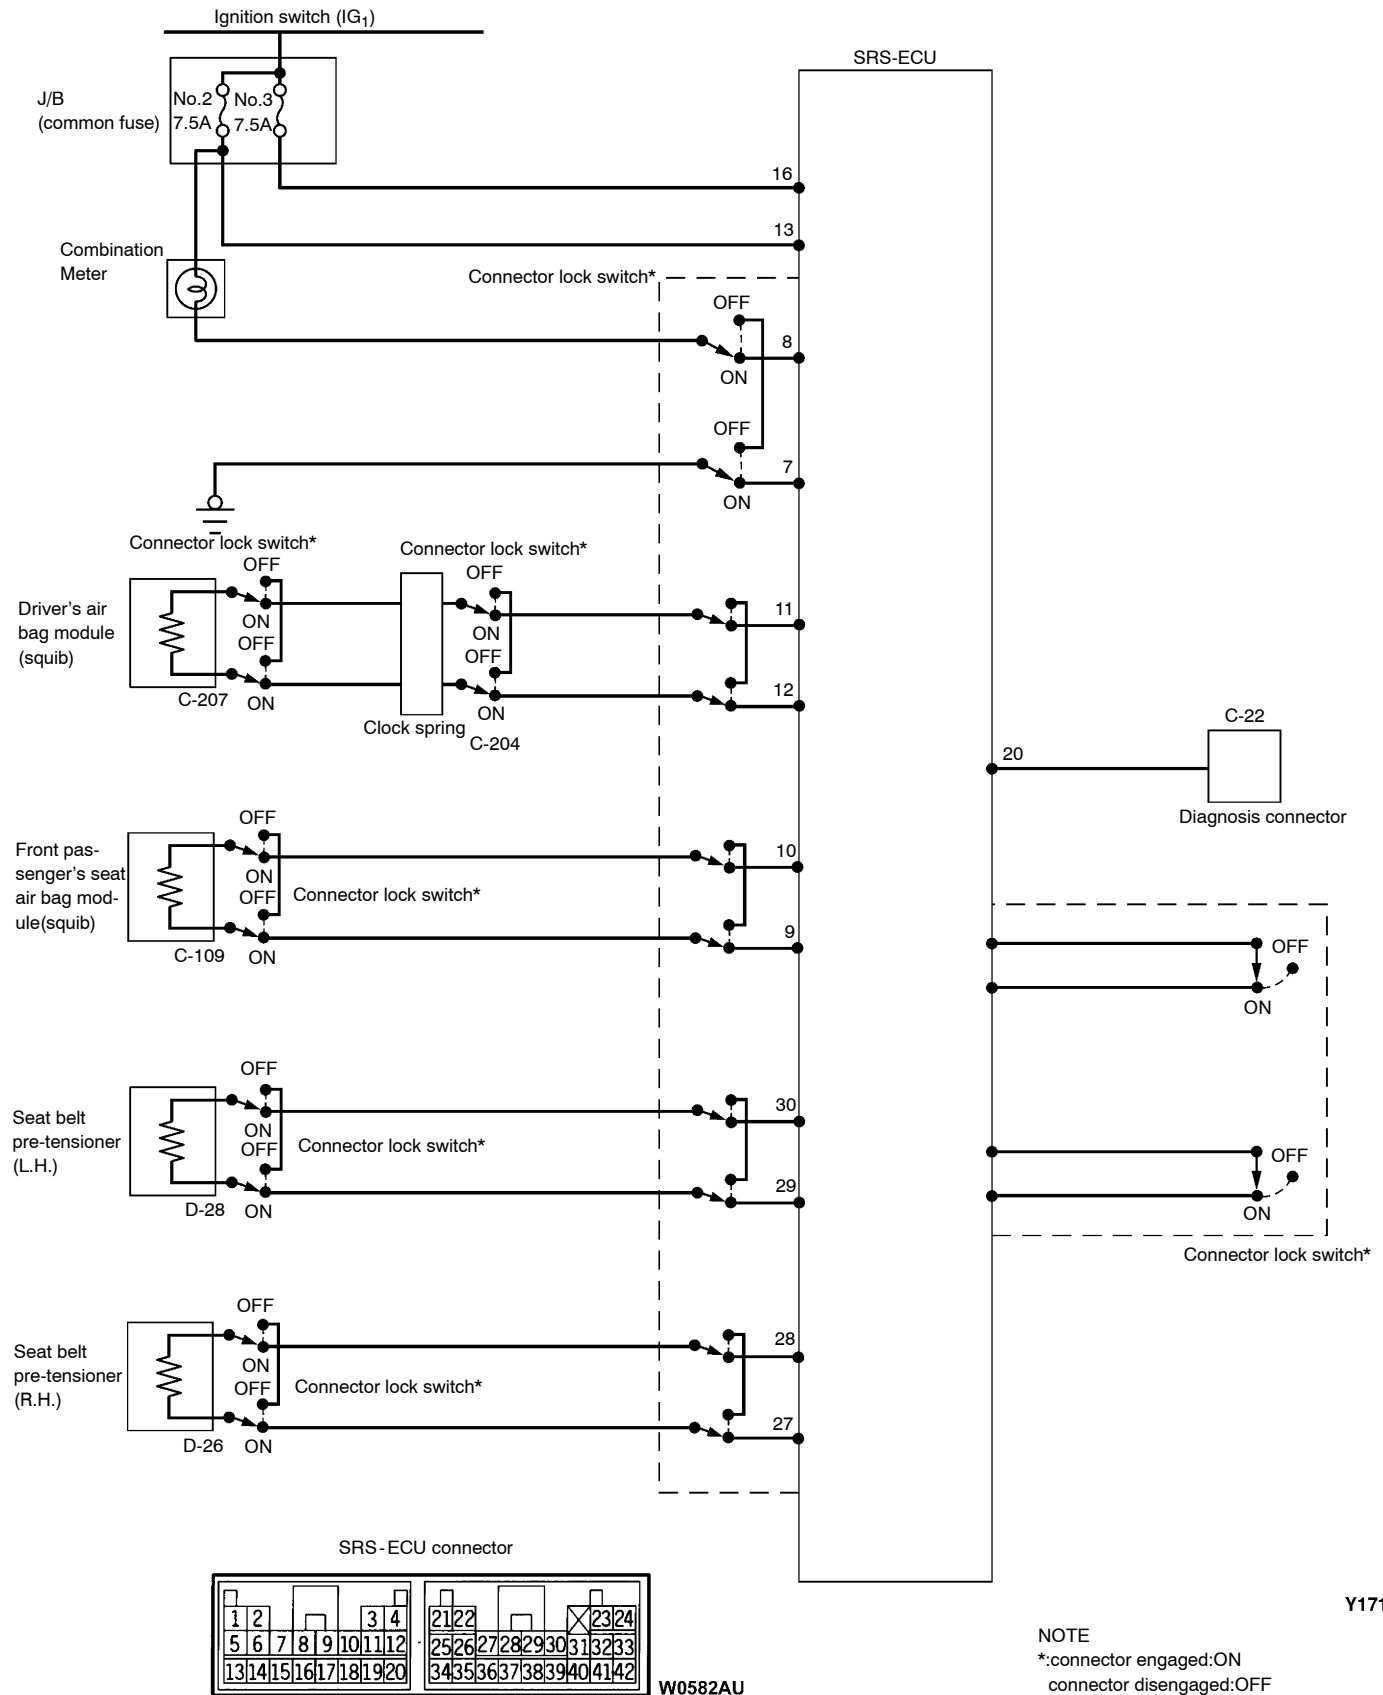 Ignition switch (IG1)
SRS-ECU
J/B
(common fuse)
No.2
7.5A
No.3
7.5A
16
13
Combination
Meter
Connector lock switch*
OFF
8
ON
OFF
7
ON
Connector lock switch*
OFF
ON
OFF
ON
Connector lock switch*
OFF
ON
OFF
ON
Driver's air
bag module
(squib)
C-207
Clock spring
C-204
11
12
20
C-22
Diagnosis connector
Front pas-
senger's seat
air bag mod-
ule(squib)
C-109
OFF
ON
OFF
ON
Connector lock switch*
10
9
OFF
ON
OFF
ON
Connector lock switch*
Seat belt
pre-tensioner
(L.H.)
D-28
OFF
ON
OFF
ON
Connector lock switch*
30
29
Seat belt
pre-tensioner
(R.H.)
D-26
OFF
ON
OFF
ON
Connector lock switch*
28
27
SRS-ECU connector
1 2 3 4 21 22 23 24
5 6 7 8 9 10 11 12 25 26 27 28 29 30 31 32 33
13 14 15 16 17 18 19 20 34 35 36 37 38 39 40 41 42
W0582AU
Y171
NOTE
*:connector engaged:ON
connector disengaged:OFF